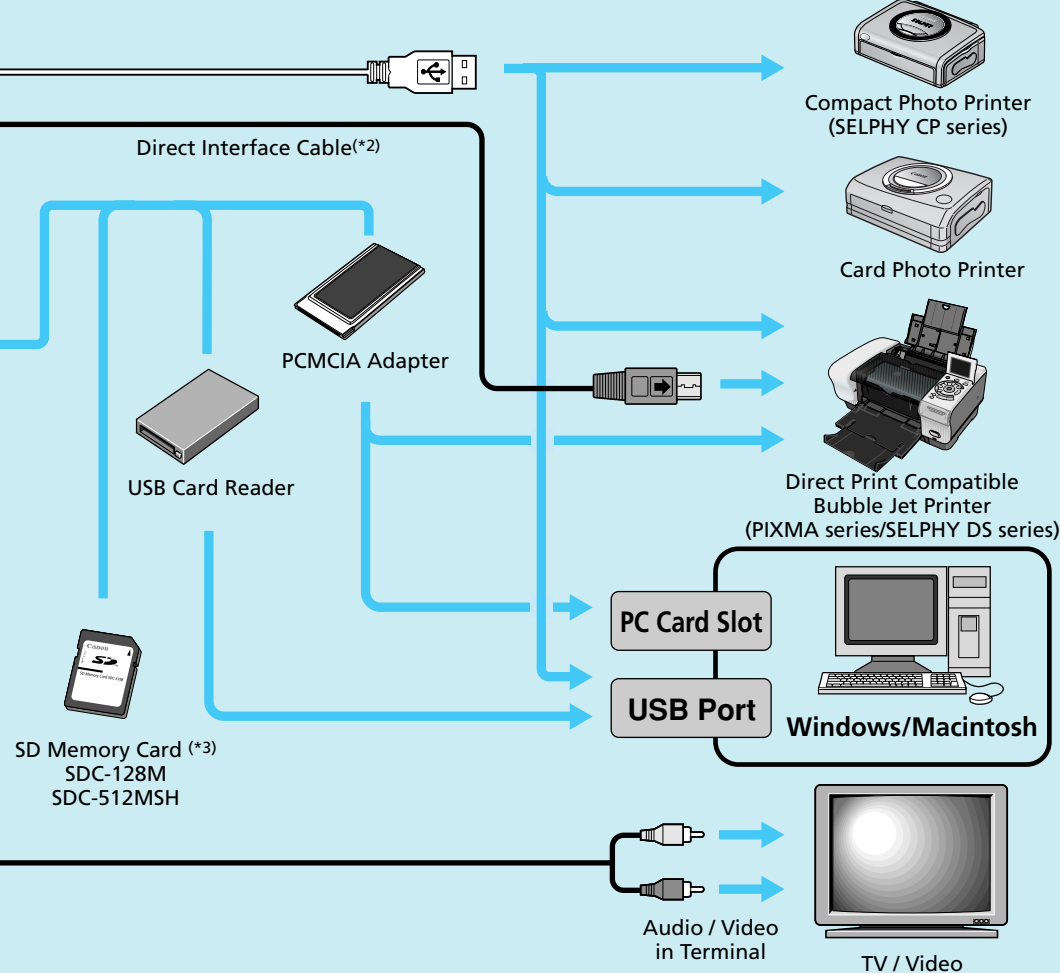 Compact Photo Printer
(SELPHY CP series)
Direct Interface Cable(*2)
Card Photo Printer
PCMCIA Adapter
USB Card Reader
Direct Print Compatible
Bubble Jet Printer
(PIXMA series/SELPHY DS series)
PC Card Slot
USB Port
Windows/Macintosh
Canon
SD
SD Memory Card (*3)
SDC-128M
SDC-512MSH
Audio / Video
in Terminal
TV / Video